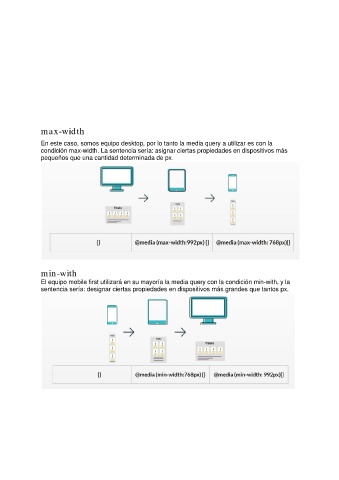 max-width
En este caso, somos equipo desktop, por lo tanto la media query a utilizar es con la
condición max-width. La sentencia sería: asignar ciertas propiedades en dispositivos más
pequeños que una cantidad determinada de px.
{} @media (max-width:992px) {} @media (max-width: 768px){}
min-with
El equipo mobile first utilizará en su mayoría la media query con la condición min-with, y la
sentencia sería: designar ciertas propiedades en dispositivos más grandes que tantos px.
{} @media (min-width:768px) {} @media (min-width: 992px){}